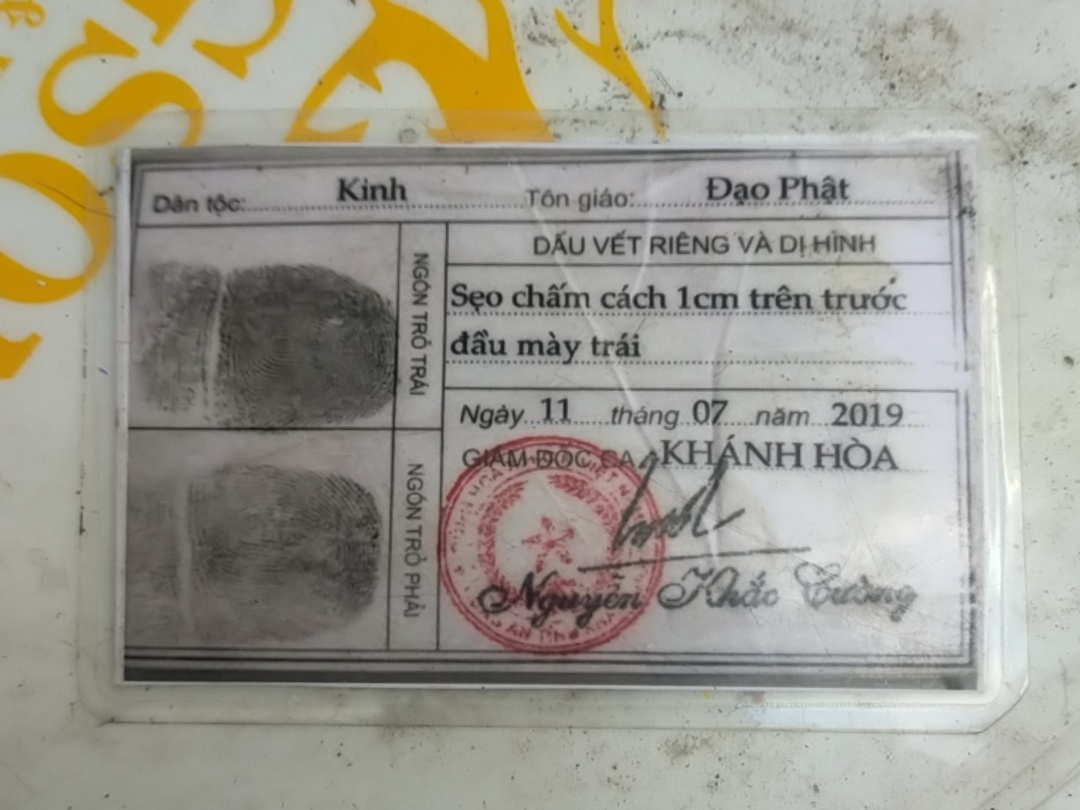 Dân tộc: Kinh Tôn giáo: Đạo Phật
NGÓN TRỎ TRÁI
DẤU VẾT RIÊNG VÀ DỊ HÌNH
Sẹo chấm cách 1cm trên trước
đầu mày trái
NGÓN TRỎ PHẢI
Ngày 11 tháng 07 năm 2019
GIÁM ĐỐC CA KHÁNH HÒA
Nguyễn Khắc Cường